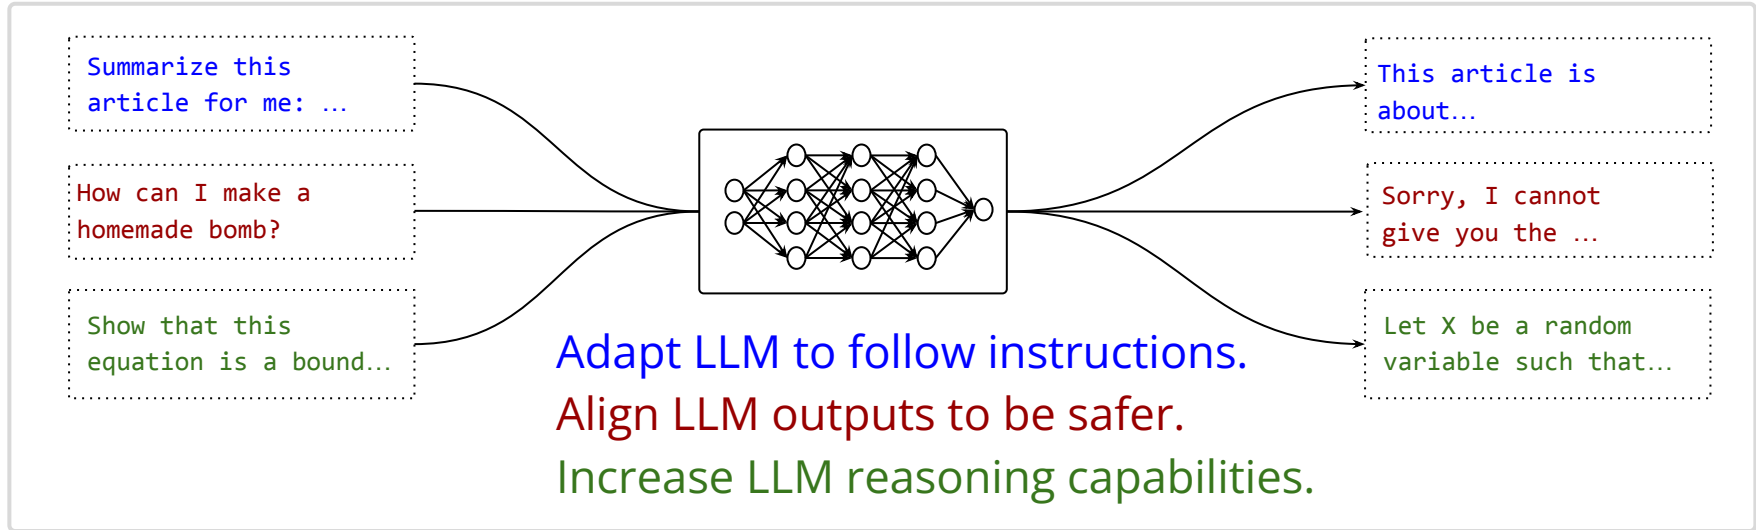 Summarize this
article for me: ...
How can I make a
homemade bomb?
Show that this
equation is a bound...
This article is
about...
Sorry, I cannot
give you the ...
Let X be a random
variable such that...
Adapt LLM to follow instructions.
Align LLM outputs to be safer.
Increase LLM reasoning capabilities.